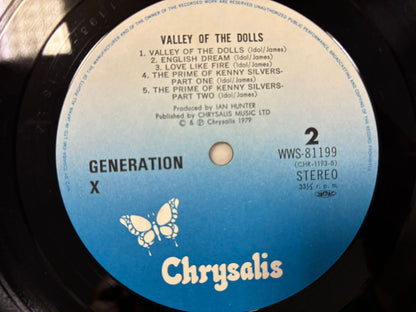 VALLEY OF THE DOLLS
1. VALLEY OF THE DOLLS (Idol/James)
2. ENGLISH DREAM (Idol/James)
3. LOVE LIKE FIRE (Idol/James)
4. THE PRIME OF KENNY SILVERS-
PART ONE (Idol/James)
5. THE PRIME OF KENNY SILVERS-
PART TWO (Idol/James)
Produced by IAN HUNTER
Published by CHRYSALIS MUSIC LTD
© & ℗ Chrysalis 1979
2
WWS-81199
(CHR-1193-B)
STEREO
33⅓ r. p. m.
GENERATION
X
Chrysalis